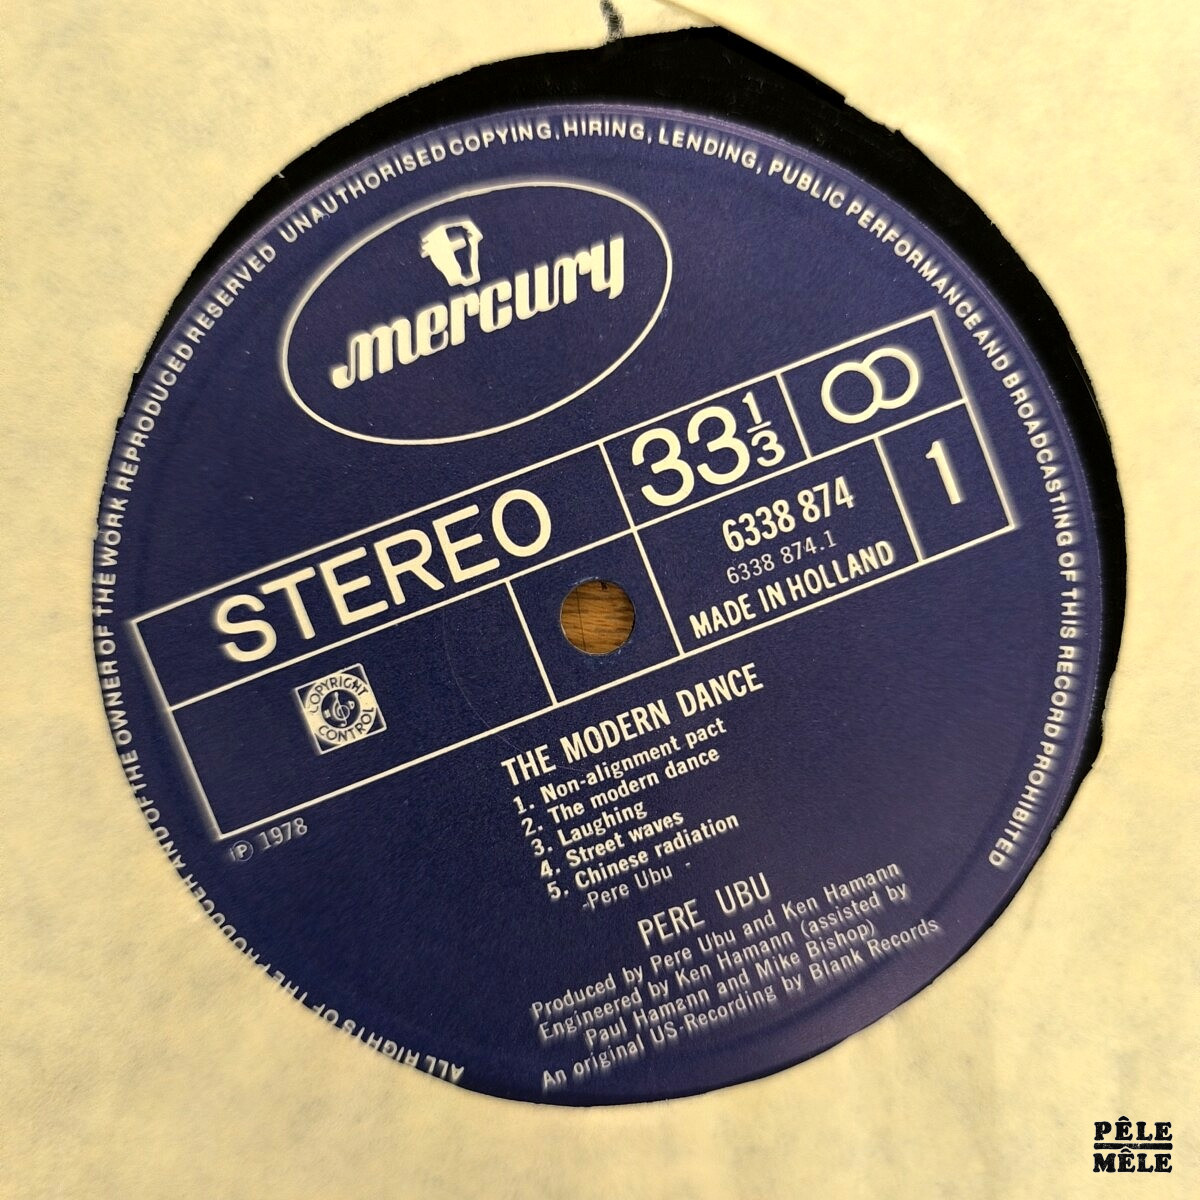 ALL RIGHTS OF THE PRODUCER AND OF THE OWNER OF THE WORK REPRODUCED RESERVED UNAUTHORISED COPYING, HIRING, LENDING, PUBLIC PERFORMANCE AND BROADCASTING OF THIS RECORD PROHIBITED
mercury
STEREO
33 1/3
6338 874
6338 874.1
MADE IN HOLLAND
1
COPYRIGHT
CONTROL
℗ 1978
THE MODERN DANCE
1. Non-alignment pact
2. The modern dance
3. Laughing
4. Street waves
5. Chinese radiation
-Pere Ubu -
PERE UBU
Produced by Pere Ubu and Ken Hamann
Engineered by Ken Hamann (assisted by
Paul Hamann and Mike Bishop)
An original US-Recording by Blank Records
PÊLE
MÊLE